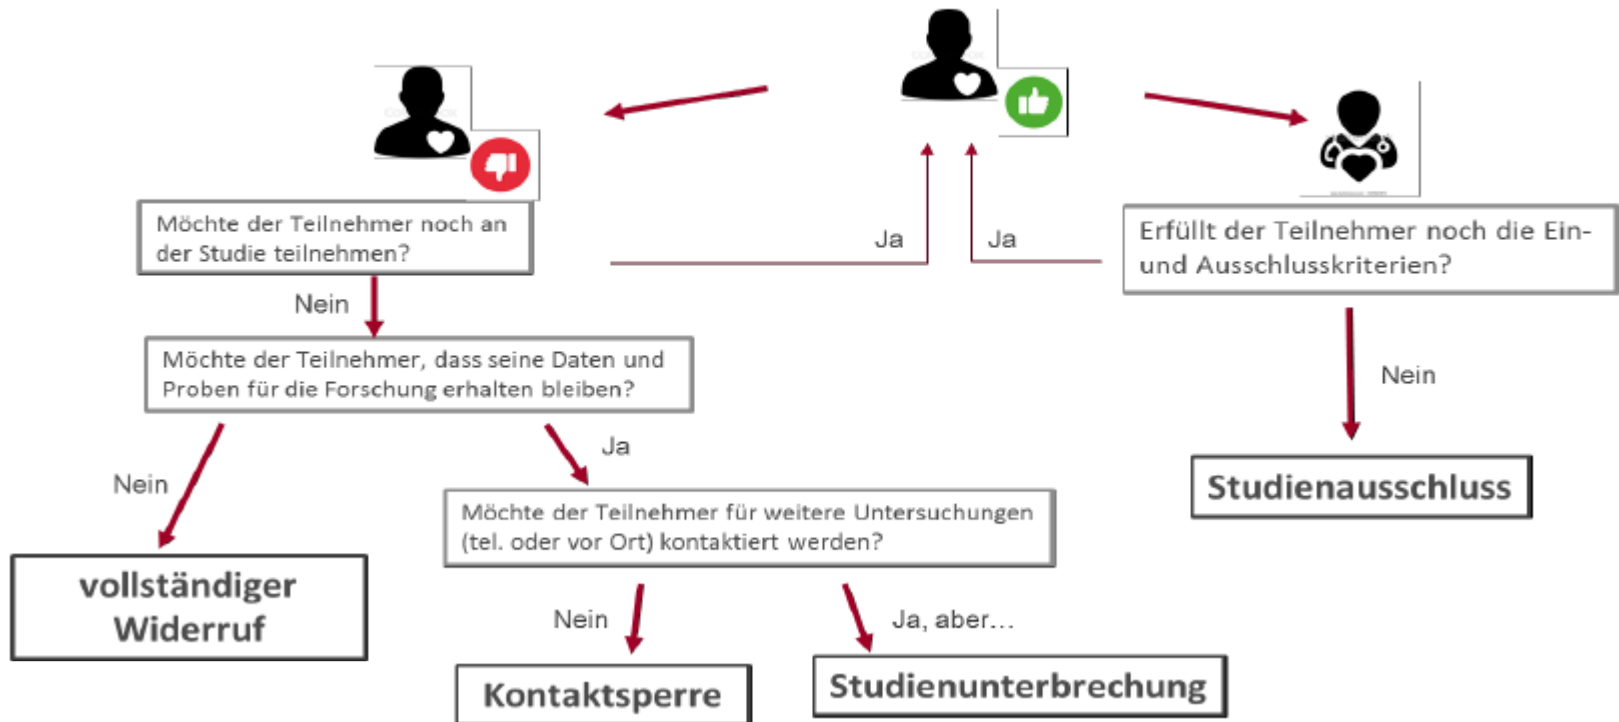 Möchte der Teilnehmer noch an
der Studie teilnehmen?
Ja
Ja
Erfüllt der Teilnehmer noch die Ein-
und Ausschlusskriterien?
Nein
Möchte der Teilnehmer, dass seine Daten und
Proben für die Forschung erhalten bleiben?
Nein
Nein
Ja
Studienausschluss
Möchte der Teilnehmer für weitere Untersuchungen
(tel. oder vor Ort) kontaktiert werden?
vollständiger
Widerruf
Nein
Ja, aber...
Kontaktsperre
Studienunterbrechung